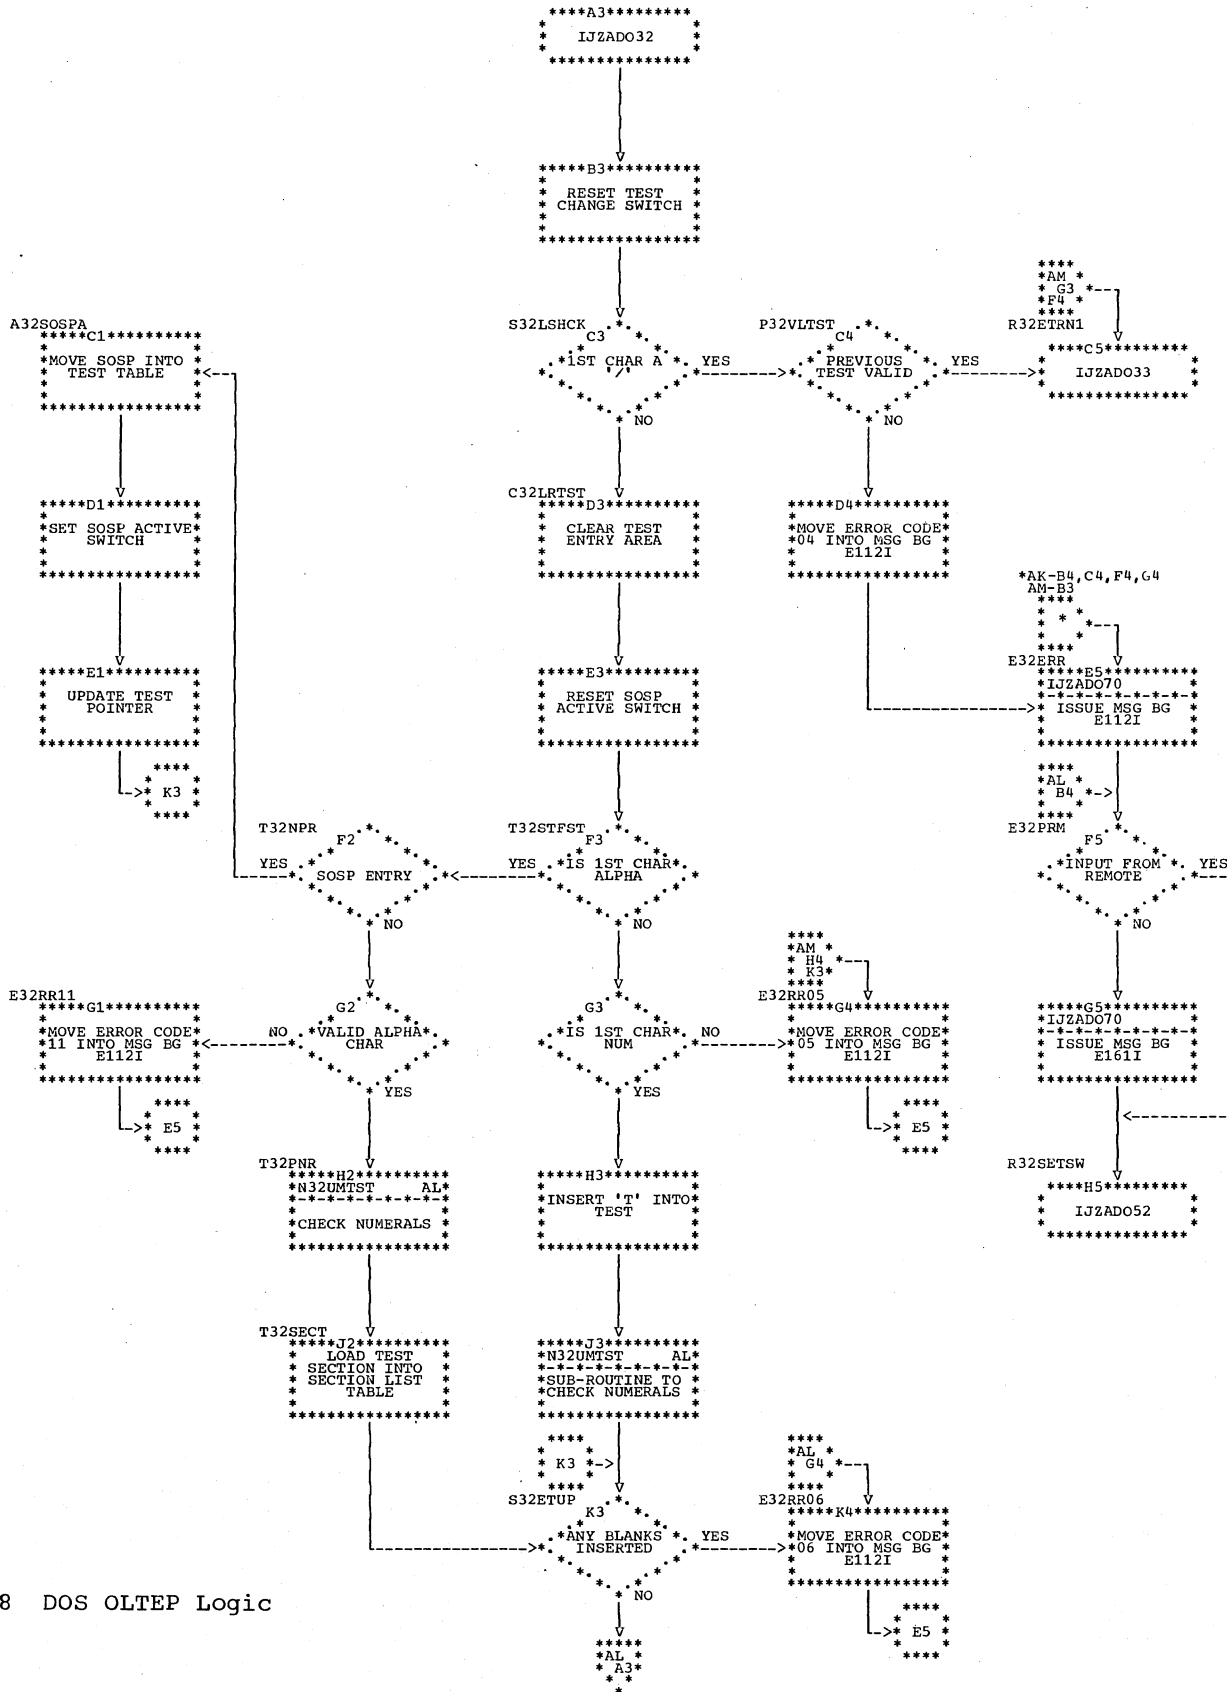 A3
IJZADO32
B3
RESET TEST
CHANGE SWITCH
AM
G3
F4
A32SOSPA
S32LSHCK
P32VLTST
R32ETRN1
C1
MOVE SOSP INTO
TEST TABLE
C3
1ST CHAR A
'/'
YES
NO
C4
PREVIOUS
TEST VALID
YES
NO
C5
IJZADO33
D1
SET SOSP ACTIVE
SWITCH
C32LRTST
D3
CLEAR TEST
ENTRY AREA
D4
MOVE ERROR CODE
04 INTO MSG BG
E112I
*AK-B4,C4,F4,G4
AM-B3
*
E1
UPDATE TEST
POINTER
K3
E3
RESET SOSP
ACTIVE SWITCH
E32ERR
E5
IJZADO70
ISSUE MSG BG
E112I
AL
B4
T32NPR
F2
SOSP ENTRY
YES
NO
T32STFST
F3
IS 1ST CHAR
ALPHA
YES
NO
E32PRM
F5
INPUT FROM
REMOTE
YES
NO
AM
H4
K3
E32RR11
G1
MOVE ERROR CODE
11 INTO MSG BG
E112I
E5
G2
VALID ALPHA
CHAR
NO
YES
G3
IS 1ST CHAR
NUM
NO
YES
E32RR05
G4
MOVE ERROR CODE
05 INTO MSG BG
E112I
E5
G5
IJZADO70
ISSUE MSG BG
E161I
T32PNR
H2
N32UMTST AL
CHECK NUMERALS
H3
INSERT 'T' INTO
TEST
R32SETSW
H5
IJZADO52
T32SECT
J2
LOAD TEST
SECTION INTO
SECTION LIST
TABLE
J3
N32UMTST AL
SUB-ROUTINE TO
CHECK NUMERALS
K3
AL
G4
S32ETUP
K3
ANY BLANKS
INSERTED
YES
NO
E32RR06
K4
MOVE ERROR CODE
06 INTO MSG BG
E112I
E5
AL
A3
8 DOS OLTEP Logic